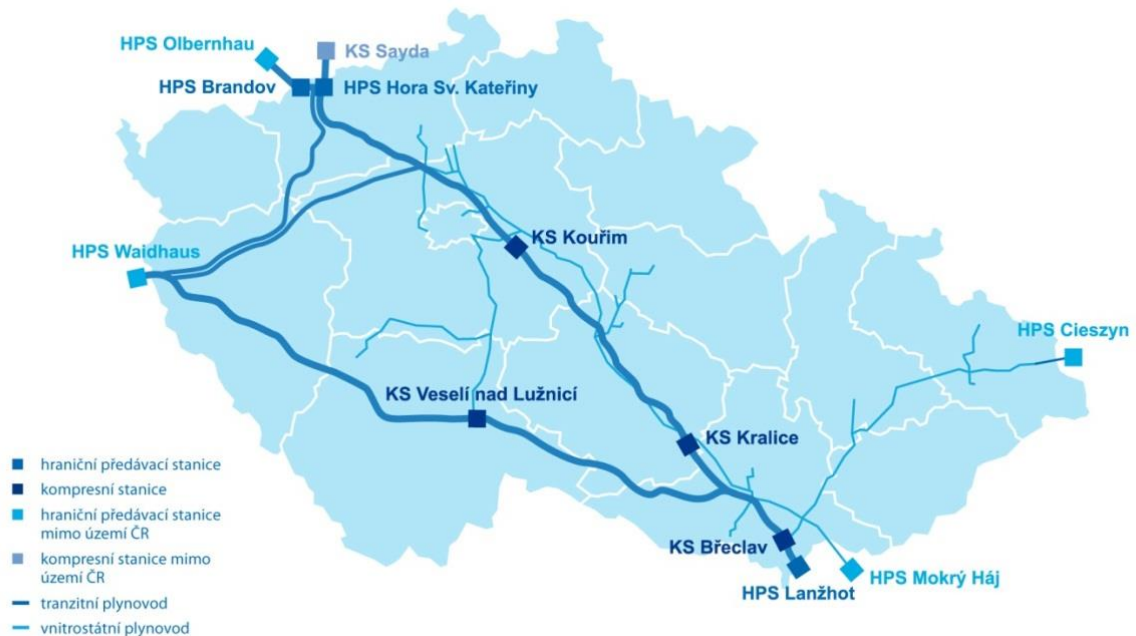 HPS Olbernhau
KS Sayda
HPS Brandov
HPS Hora Sv. Kateřiny
KS Kouřim
HPS Waidhaus
HPS Cieszyn
KS Veselí nad Lužnicí
KS Kralice
KS Břeclav
HPS Mokrý Háj
HPS Lanžhot
hraniční předávací stanice
kompresní stanice
hraniční předávací stanice
mimo území ČR
kompresní stanice mimo
území ČR
tranzitní plynovod
vnitrostátní plynovod